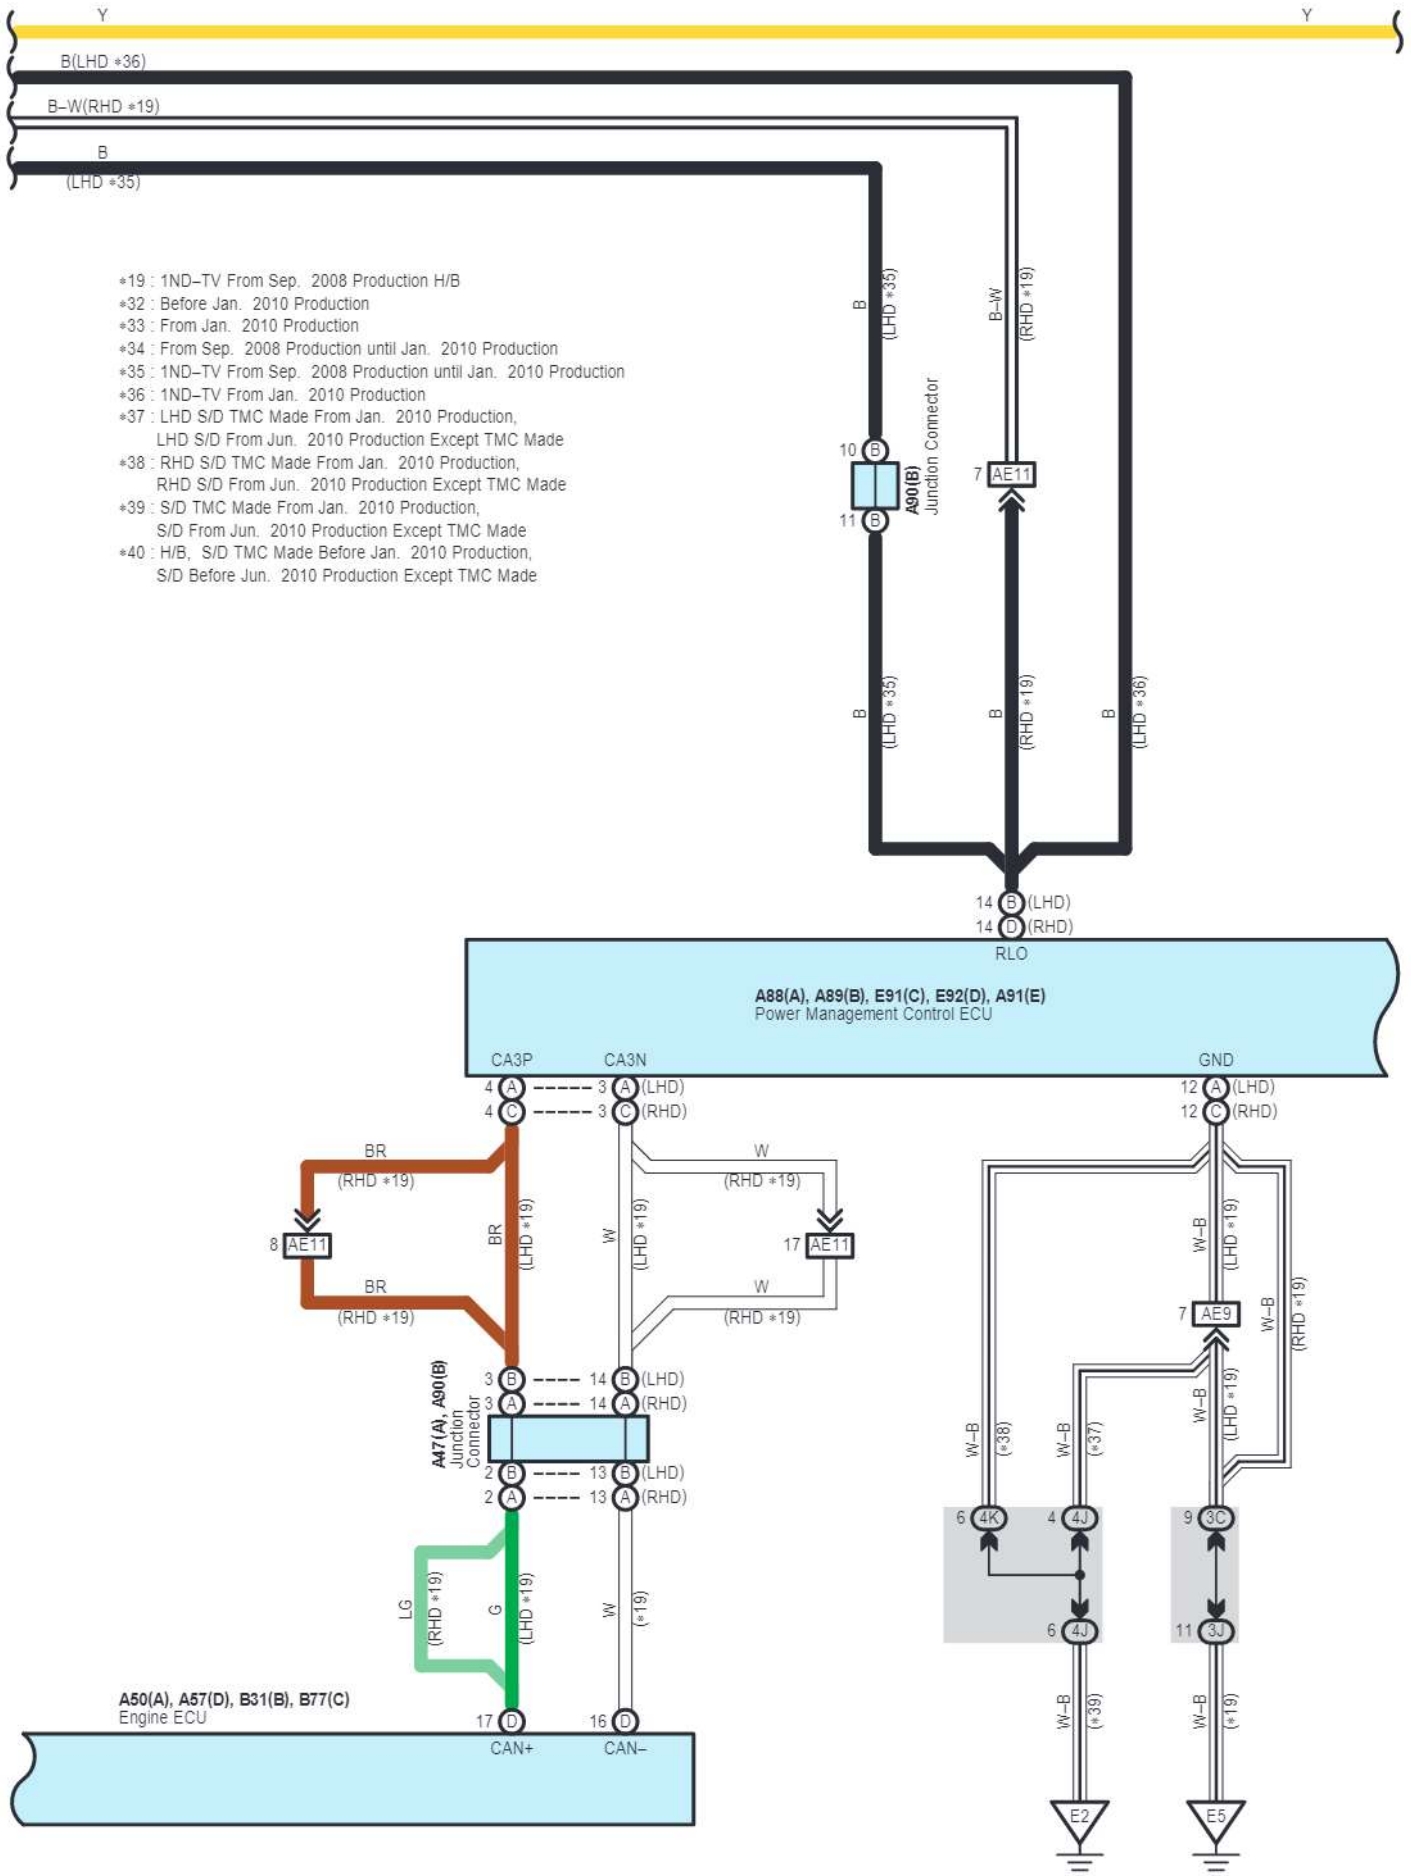 Y Y
B(LHD *36)
B–W(RHD *19)
B
(LHD *35)
*19 : 1ND–TV From Sep. 2008 Production H/B
*32 : Before Jan. 2010 Production
*33 : From Jan. 2010 Production
*34 : From Sep. 2008 Production until Jan. 2010 Production
*35 : 1ND–TV From Sep. 2008 Production until Jan. 2010 Production
*36 : 1ND–TV From Jan. 2010 Production
*37 : LHD S/D TMC Made From Jan. 2010 Production,
LHD S/D From Jun. 2010 Production Except TMC Made
*38 : RHD S/D TMC Made From Jan. 2010 Production,
RHD S/D From Jun. 2010 Production Except TMC Made
*39 : S/D TMC Made From Jan. 2010 Production,
S/D From Jun. 2010 Production Except TMC Made
*40 : H/B, S/D TMC Made Before Jan. 2010 Production,
S/D Before Jun. 2010 Production Except TMC Made
B
(LHD *35)
B–W
(RHD *19)
10 B
A90(B)
Junction Connector
11 B
7 AE11
B
(LHD *35)
B
(RHD *19)
B
(LHD *36)
14 B (LHD)
14 D (RHD)
RLO
A88(A), A89(B), E91(C), E92(D), A91(E)
Power Management Control ECU
CA3P CA3N GND
4 A 3 A (LHD) 12 A (LHD)
4 C 3 C (RHD) 12 C (RHD)
BR
(RHD *19)
BR
(LHD *19)
W
(LHD *19)
W
(RHD *19)
8 AE11
17 AE11
BR
(RHD *19)
W
(RHD *19)
W–B
(LHD *19)
7 AE9
W–B
(RHD *19)
W–B
(LHD *19)
W–B
(*38)
W–B
(*37)
A47(A), A90(B)
Junction
Connector
3 B 14 B (LHD)
3 A 14 A (RHD)
2 B 13 B (LHD)
2 A 13 A (RHD)
6 4K 4 4J 9 3C
LG
(RHD *19)
G
(LHD *19)
W
(*19)
6 4J 11 3J
A50(A), A57(D), B31(B), B77(C)
Engine ECU
17 D 16 D
CAN+ CAN–
W–B
(*39)
W–B
(*19)
E2 E5